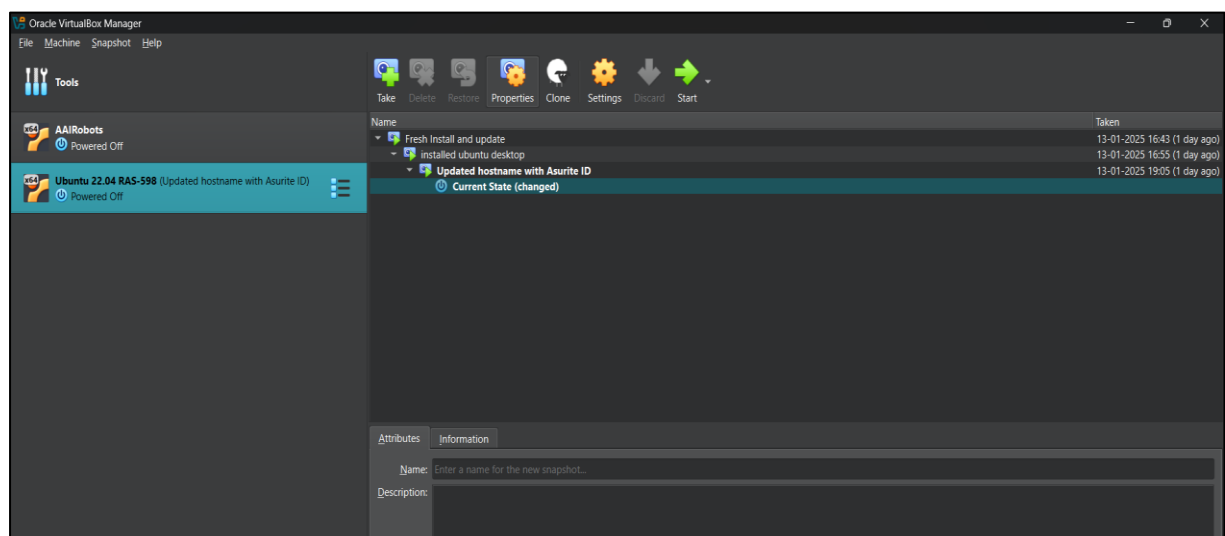 Oracle VirtualBox Manager
File Machine Snapshot Help
Tools
Take Delete Restore Properties Clone Settings Discard Start
Name Taken
x64 AAIRobots
Powered Off
x64 Ubuntu 22.04 RAS-598 (Updated hostname with Asurite ID)
Powered Off
Fresh Install and update 13-01-2025 16:43 (1 day ago)
installed ubuntu desktop 13-01-2025 16:55 (1 day ago)
Updated hostname with Asurite ID 13-01-2025 19:05 (1 day ago)
Current State (changed)
Attributes Information
Name: Enter a name for the new snapshot...
Description: